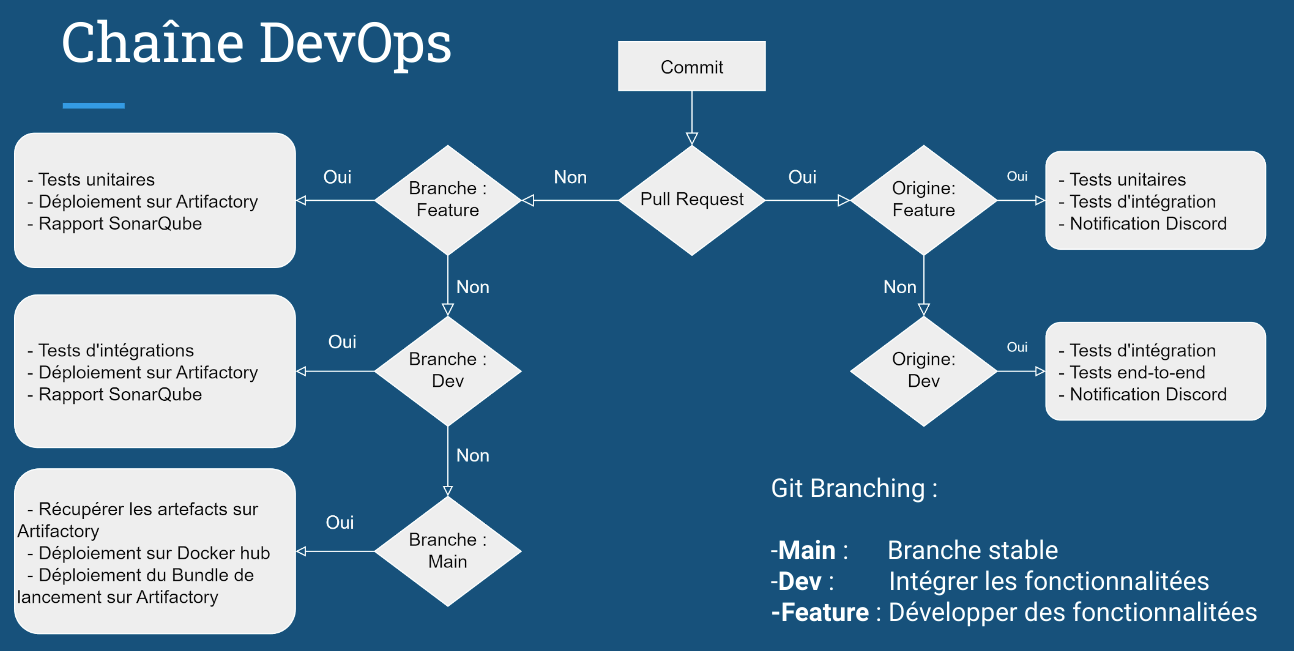 Chaîne DevOps
Commit
Pull Request
Non
Oui
Branche :
Feature
Oui
- Tests unitaires
- Déploiement sur Artifactory
- Rapport SonarQube
Non
Branche :
Dev
Oui
- Tests d'intégrations
- Déploiement sur Artifactory
- Rapport SonarQube
Non
Branche :
Main
Oui
- Récupérer les artefacts sur
Artifactory
- Déploiement sur Docker hub
- Déploiement du Bundle de
lancement sur Artifactory
Origine:
Feature
Oui
- Tests unitaires
- Tests d'intégration
- Notification Discord
Non
Origine:
Dev
Oui
- Tests d'intégration
- Tests end-to-end
- Notification Discord
Git Branching :
-Main : Branche stable
-Dev : Intégrer les fonctionnalitées
-Feature : Développer des fonctionnalitées